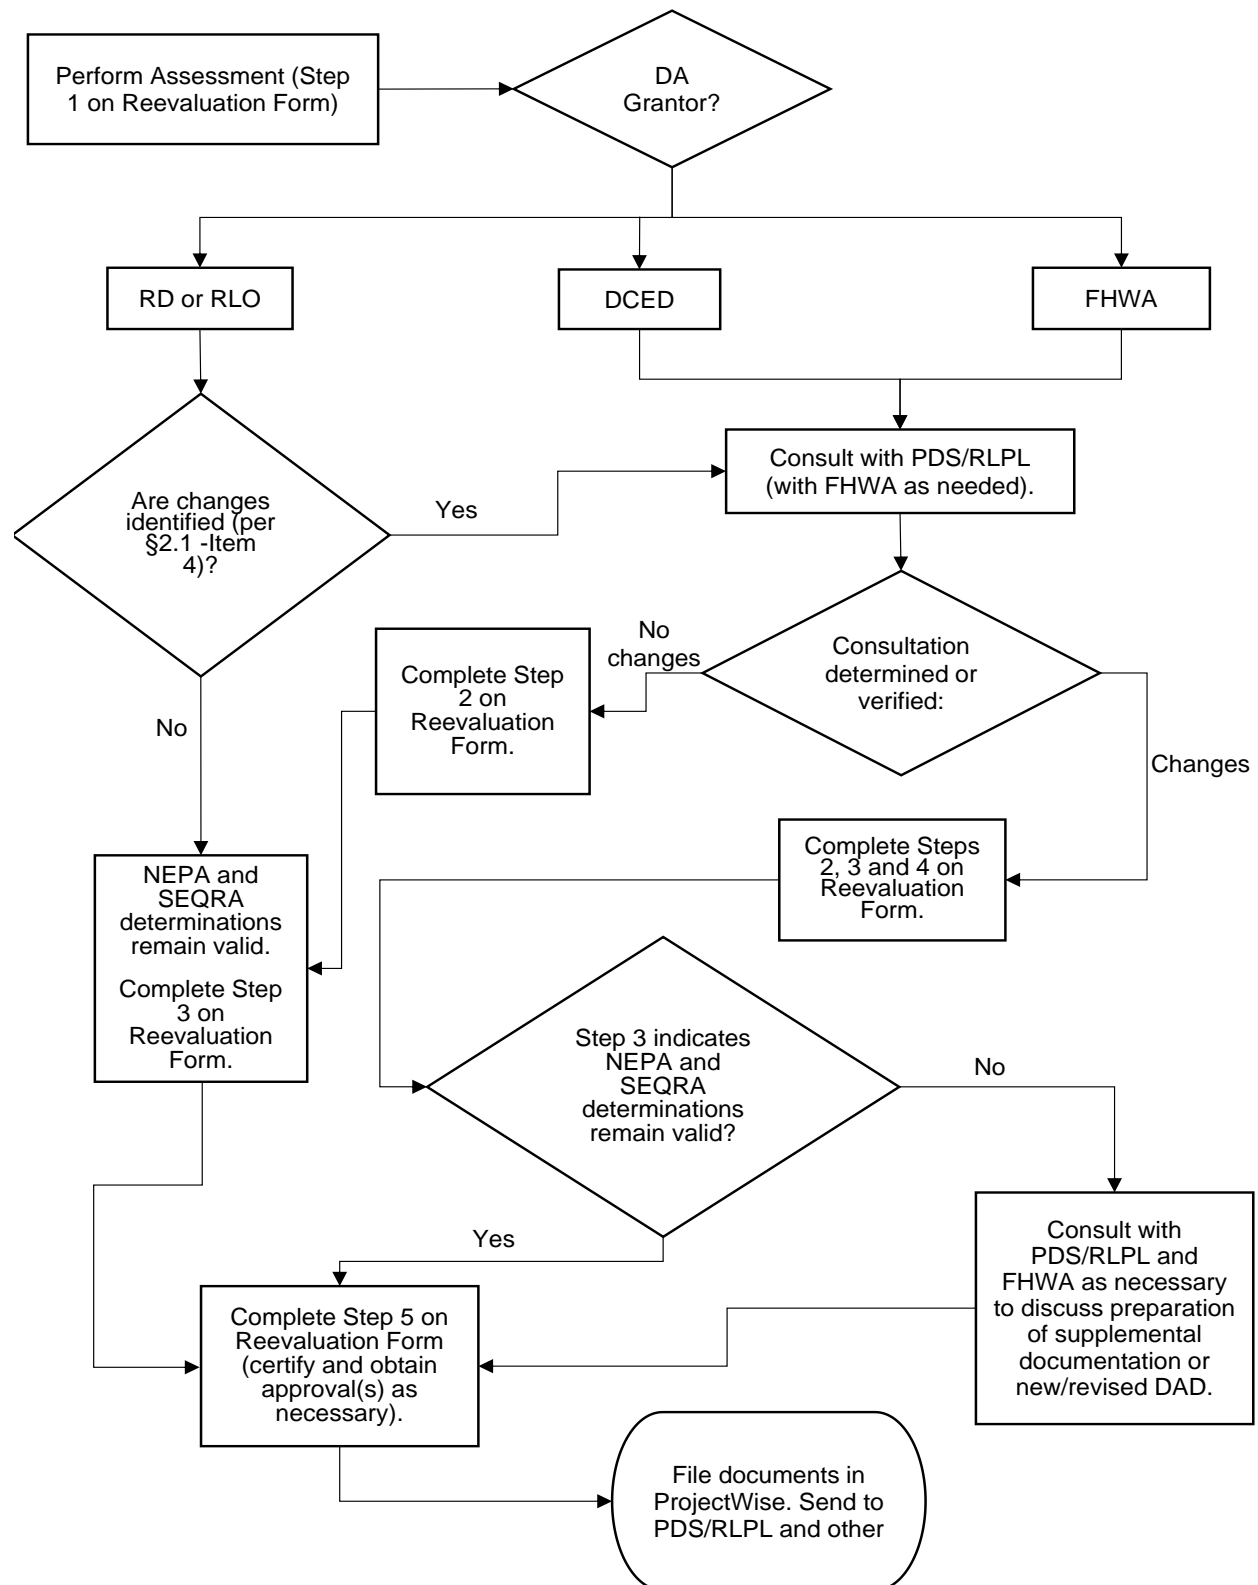 Perform Assessment (Step
1 on Reevaluation Form)
DA
Grantor?
RD or RLO
DCED
FHWA
Are changes
identified (per
§2.1 -Item
4)?
Yes
Consult with PDS/RLPL
(with FHWA as needed).
No
changes
Consultation
determined or
verified:
Complete Step
2 on
Reevaluation
Form.
No
Changes
Complete Steps
2, 3 and 4 on
Reevaluation
Form.
NEPA and
SEQRA
determinations
remain valid.
Complete Step
3 on
Reevaluation
Form.
Step 3 indicates
NEPA and
SEQRA
determinations
remain valid?
No
Yes
Consult with
PDS/RLPL and
FHWA as necessary
to discuss preparation
of supplemental
documentation or
new/revised DAD.
Complete Step 5 on
Reevaluation Form
(certify and obtain
approval(s) as
necessary).
File documents in
ProjectWise. Send to
PDS/RLPL and other